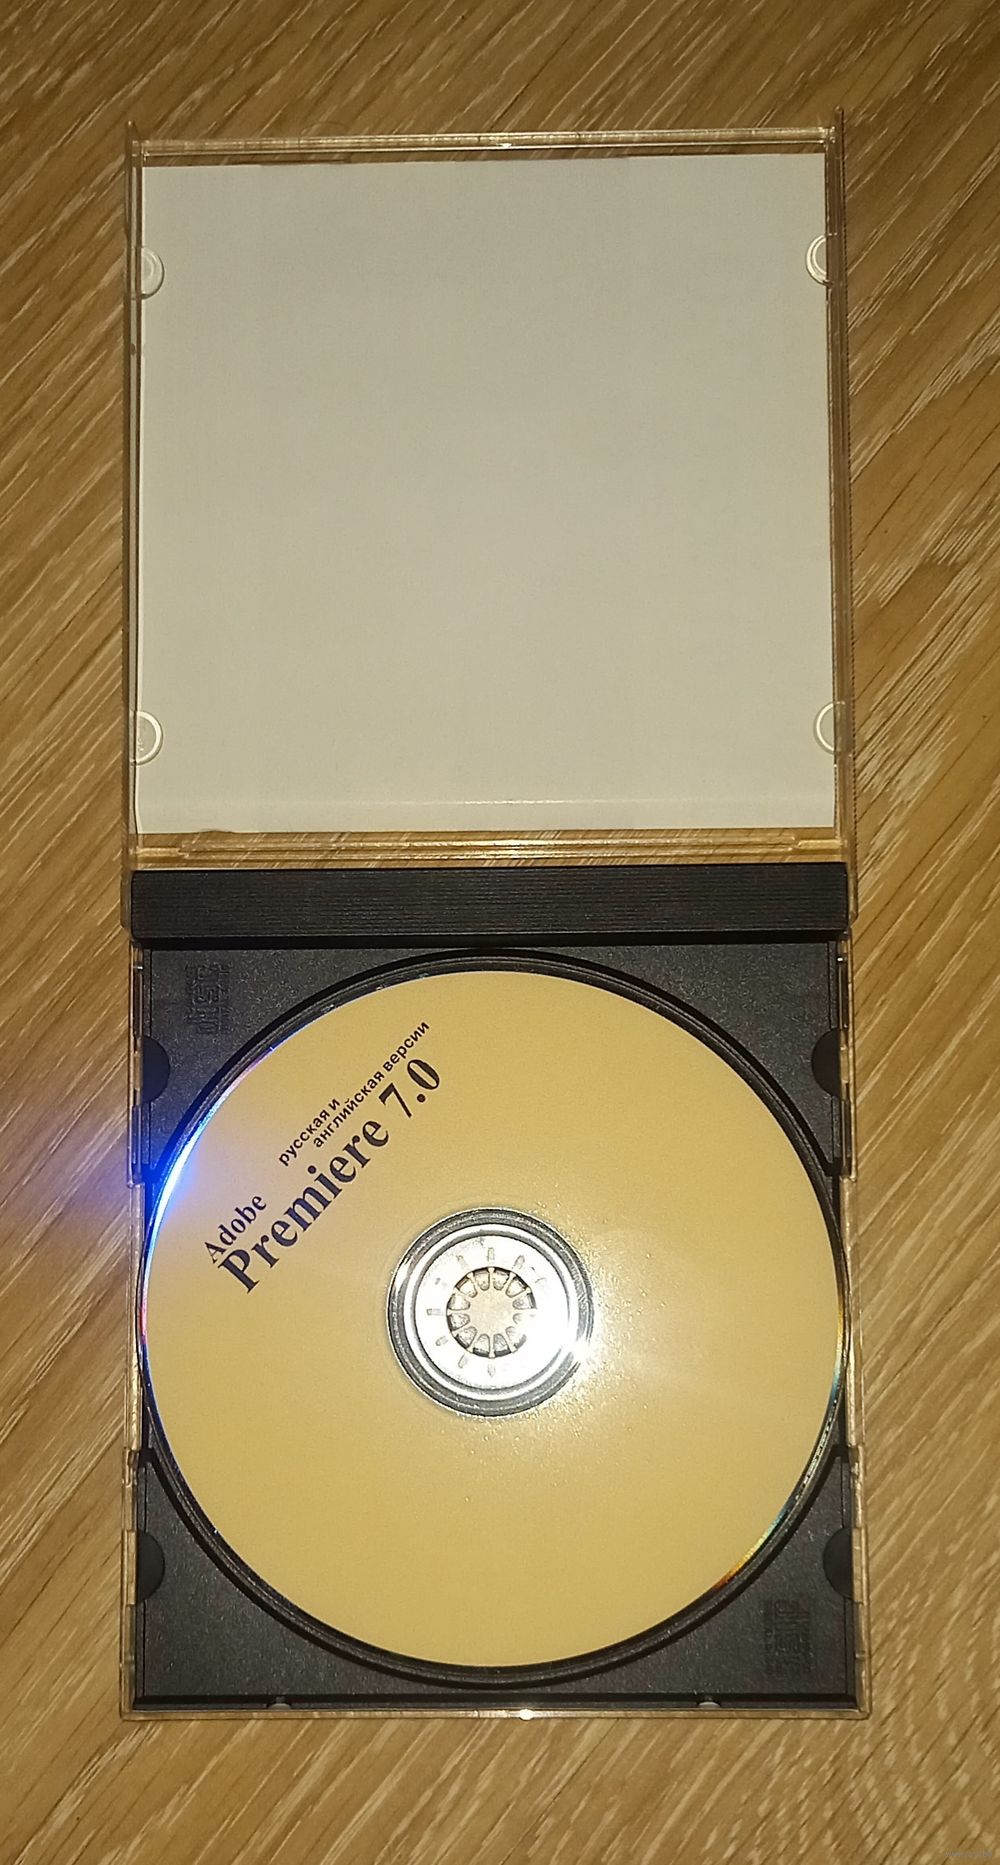 русская и
английская версии
Adobe
Premiere 7.0